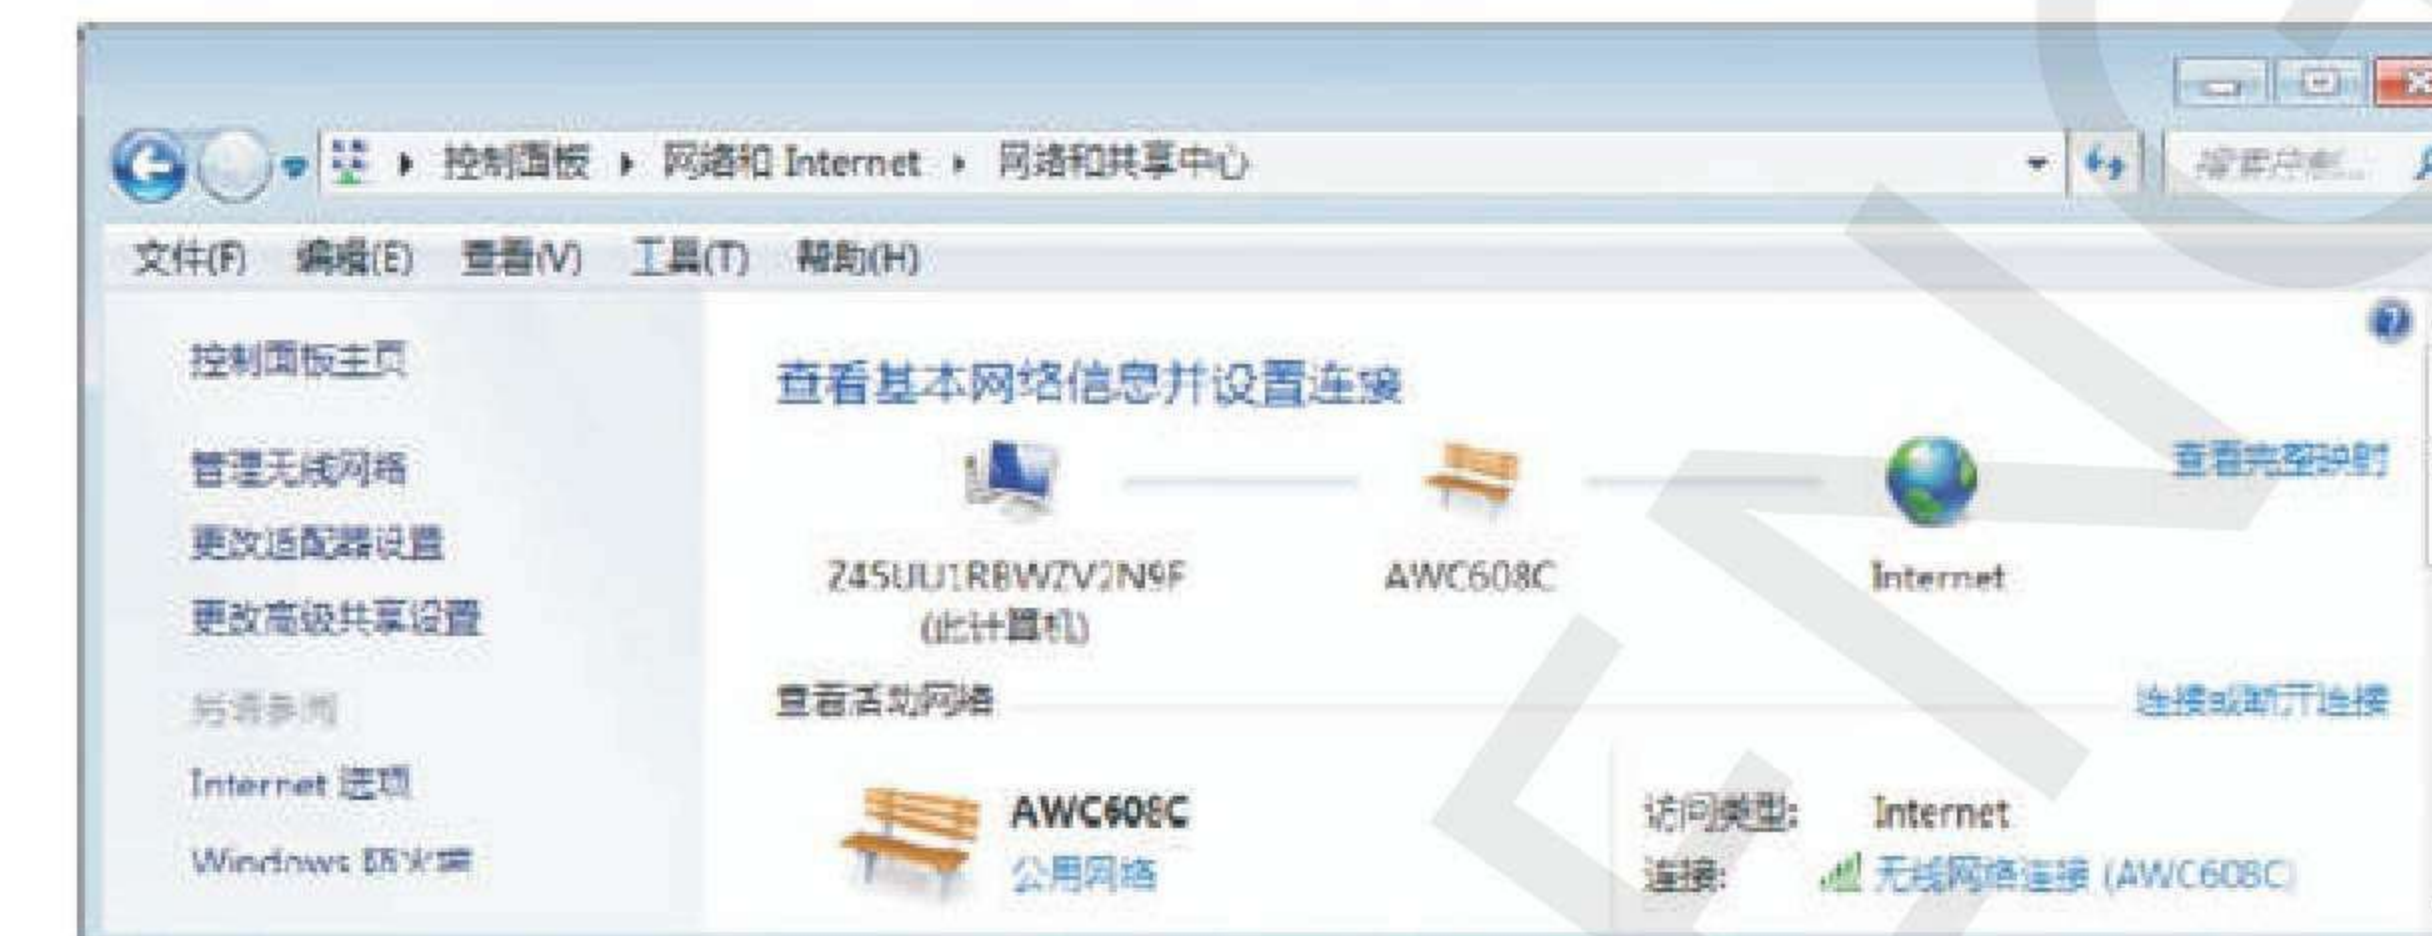 控制面板 网络和 Internet 网络和共享中心 搜索控制...
文件(F) 编辑(E) 查看(V) 工具(T) 帮助(H)
控制面板主页
管理无线网络
更改适配器设置
更改高级共享设置
另请参阅
Internet 选项
Windows 防火墙
查看基本网络信息并设置连接
查看完整映射
Z45UU1RBWZV2N9F
(此计算机)
AWC608C
Internet
查看活动网络
连接或断开连接
AWC608C
公用网络
访问类型: Internet
连接: 无线网络连接 (AWC608C)